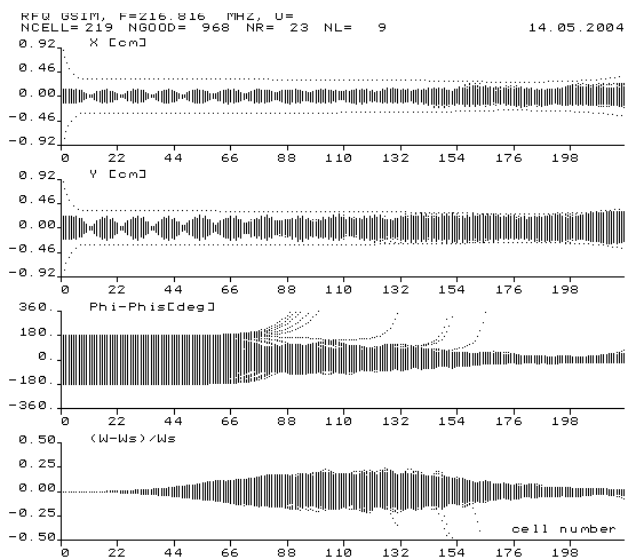 RFQ GSIM, F=216.816 MHZ, U=
NCELL= 219 NGOOD= 968 NR= 23 NL= 9 14.05.2004
X [cm]
0.92
0.46
0.00
-0.46
-0.92
0 22 44 66 88 110 132 154 176 198
Y [cm]
0.92
0.46
0.00
-0.46
-0.92
0 22 44 66 88 110 132 154 176 198
Phi-Phis[deg]
360.
180.
0.
-180.
-360.
0 22 44 66 88 110 132 154 176 198
(W-Ws)/Ws
0.50
0.25
0.00
-0.25
-0.50
cell number
0 22 44 66 88 110 132 154 176 198